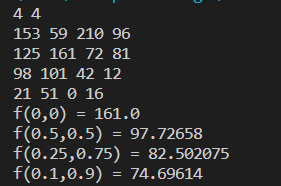 4 4
153 59 210 96
125 161 72 81
98 101 42 12
21 51 0 16
f(0,0) = 161.0
f(0.5,0.5) = 97.72658
f(0.25,0.75) = 82.502075
f(0.1,0.9) = 74.69614